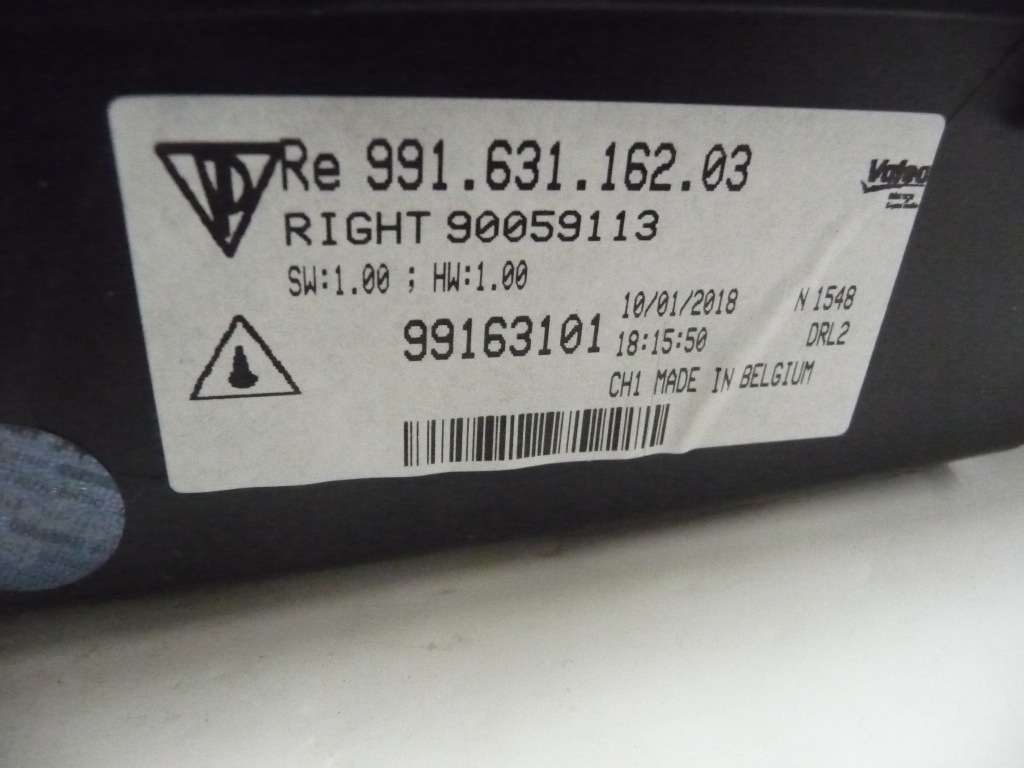 Re 991.631.162.03
Valeo
RIGHT 90059113
SW:1.00 ; HW:1.00
99163101
10/01/2018 N 1548
18:15:50 DRL2
CH1 MADE IN BELGIUM